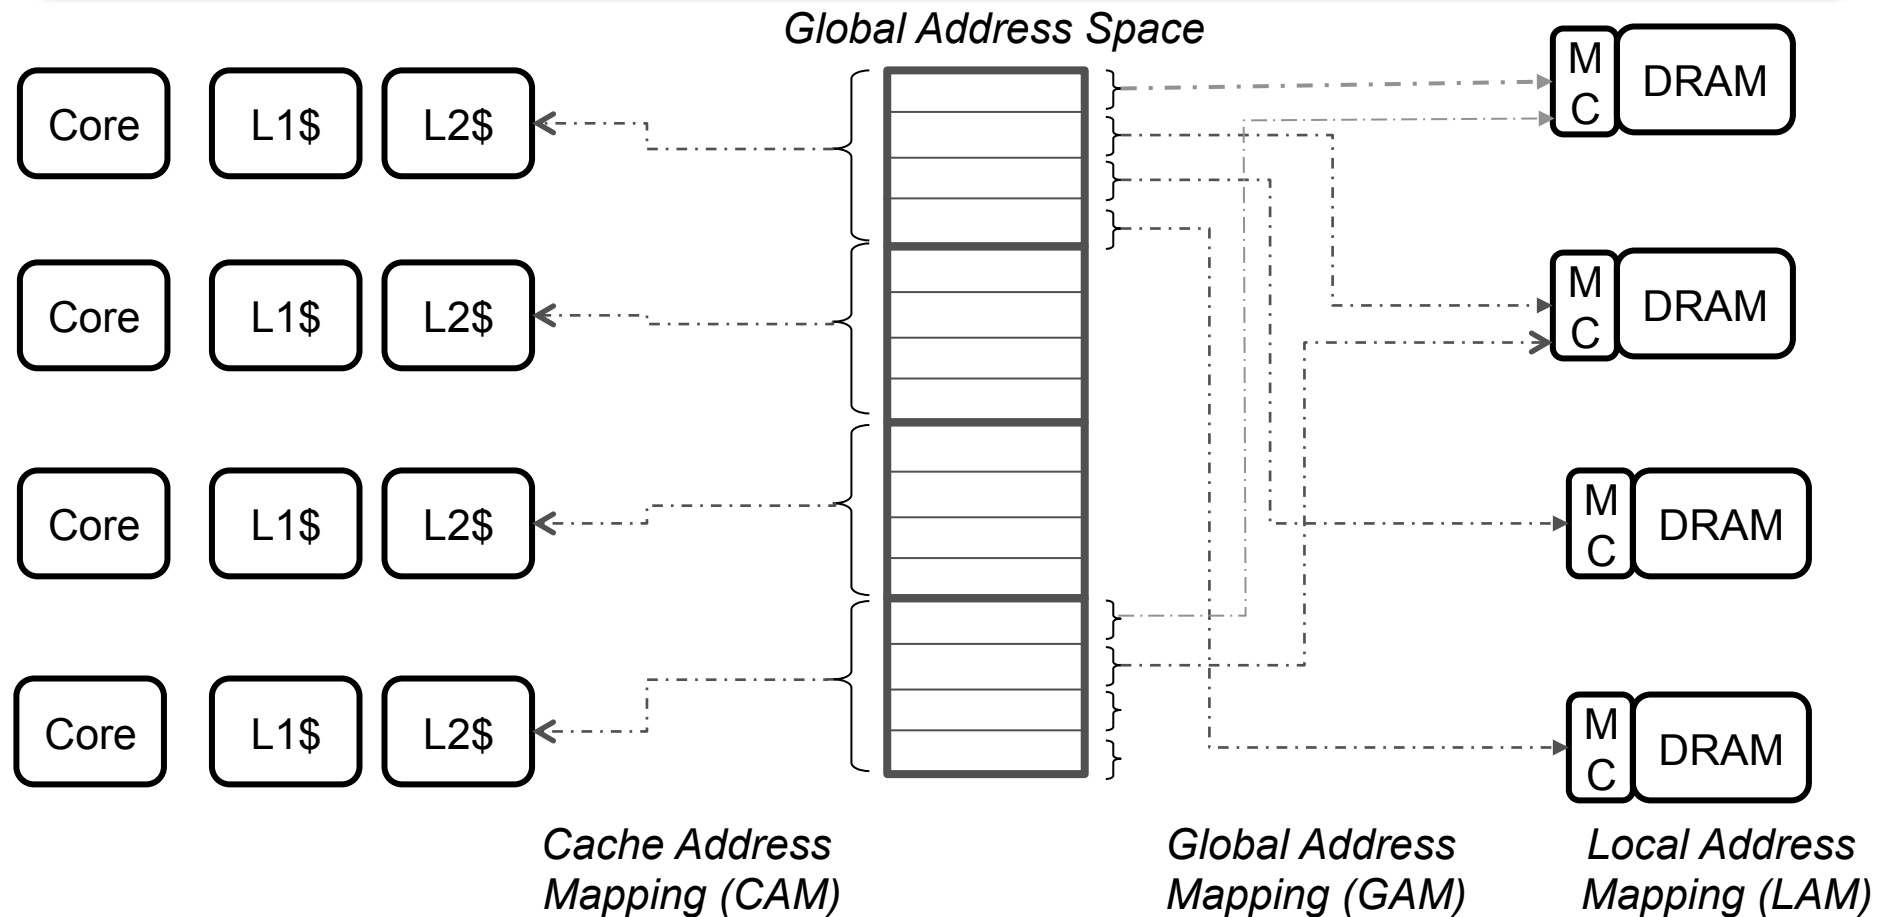 Global Address Space
Core
L1$
L2$
M
C
DRAM
Core
L1$
L2$
M
C
DRAM
Core
L1$
L2$
M
C
DRAM
Core
L1$
L2$
M
C
DRAM
Cache Address
Mapping (CAM)
Global Address
Mapping (GAM)
Local Address
Mapping (LAM)